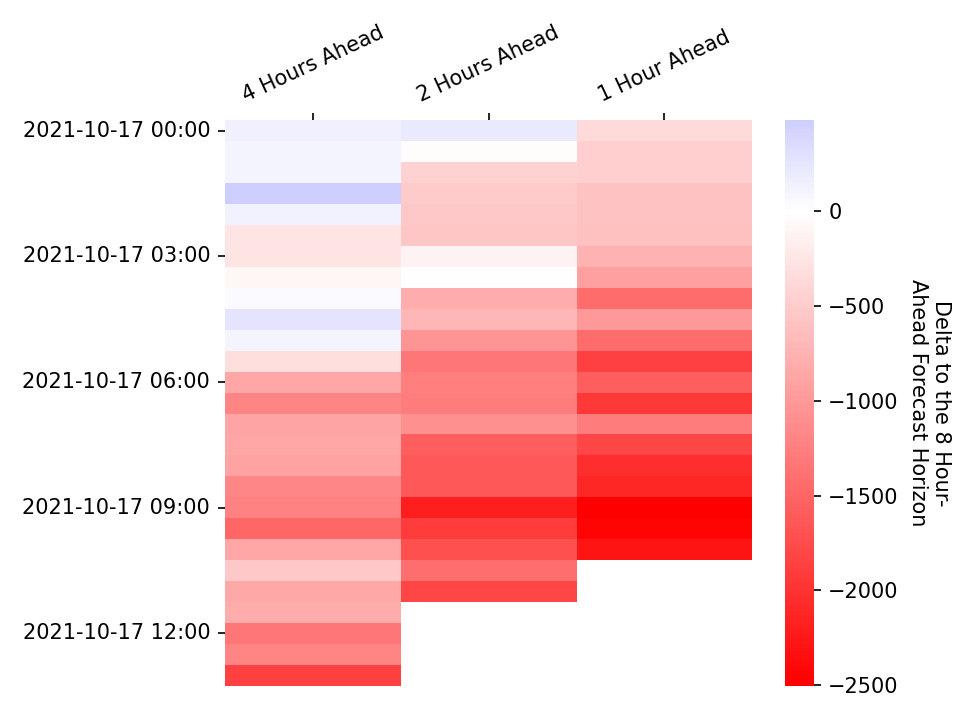 4 Hours Ahead
2 Hours Ahead
1 Hour Ahead
2021-10-17 00:00
2021-10-17 03:00
2021-10-17 06:00
2021-10-17 09:00
2021-10-17 12:00
0
−500
−1000
−1500
−2000
−2500
Delta to the 8 Hour-
Ahead Forecast Horizon